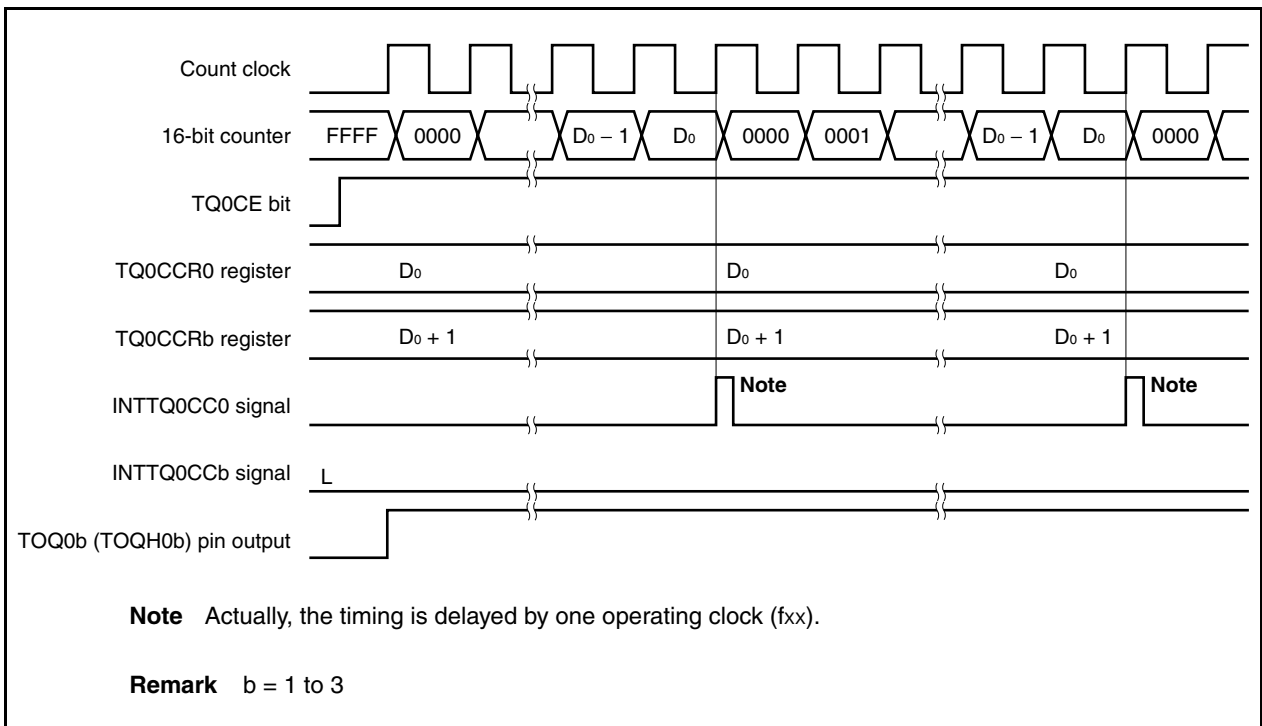 Count clock
16-bit counter FFFF 0000 D₀ − 1 D₀ 0000 0001 D₀ − 1 D₀ 0000
TQ0CE bit
TQ0CCR0 register D₀ D₀ D₀
TQ0CCRb register D₀ + 1 D₀ + 1 D₀ + 1
Note Note
INTTQ0CC0 signal
INTTQ0CCb signal L
TOQ0b (TOQH0b) pin output
Note Actually, the timing is delayed by one operating clock (fxx).
Remark b = 1 to 3